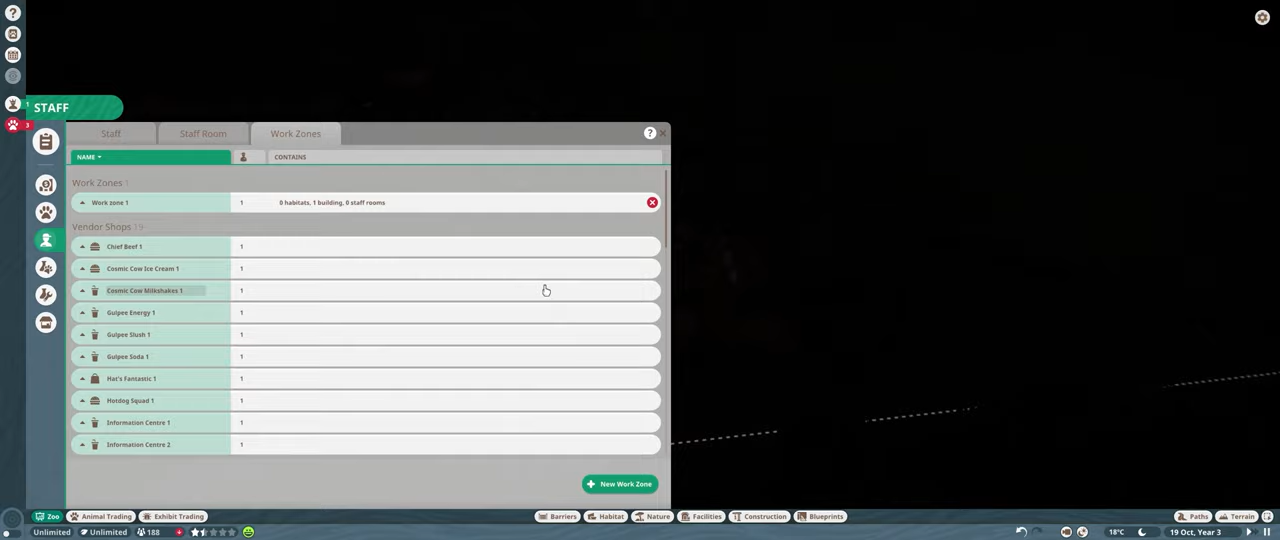 STAFF
1
3
Staff
Staff Room
Work Zones
?
NAME
CONTAINS
Work Zones 1
Work zone 1 1 0 habitats, 1 building, 0 staff rooms
Vendor Shops 19
Chief Beef 1 1
Cosmic Cow Ice Cream 1 1
Cosmic Cow Milkshakes 1 1
Gulpee Energy 1 1
Gulpee Slush 1 1
Gulpee Soda 1 1
Hat's Fantastic 1 1
Hotdog Squad 1 1
Information Centre 1 1
Information Centre 2 1
+ New Work Zone
Zoo Animal Trading Exhibit Trading Barriers Habitat Nature Facilities Construction Blueprints Paths Terrain
Unlimited Unlimited 188 18°C 19 Oct, Year 3